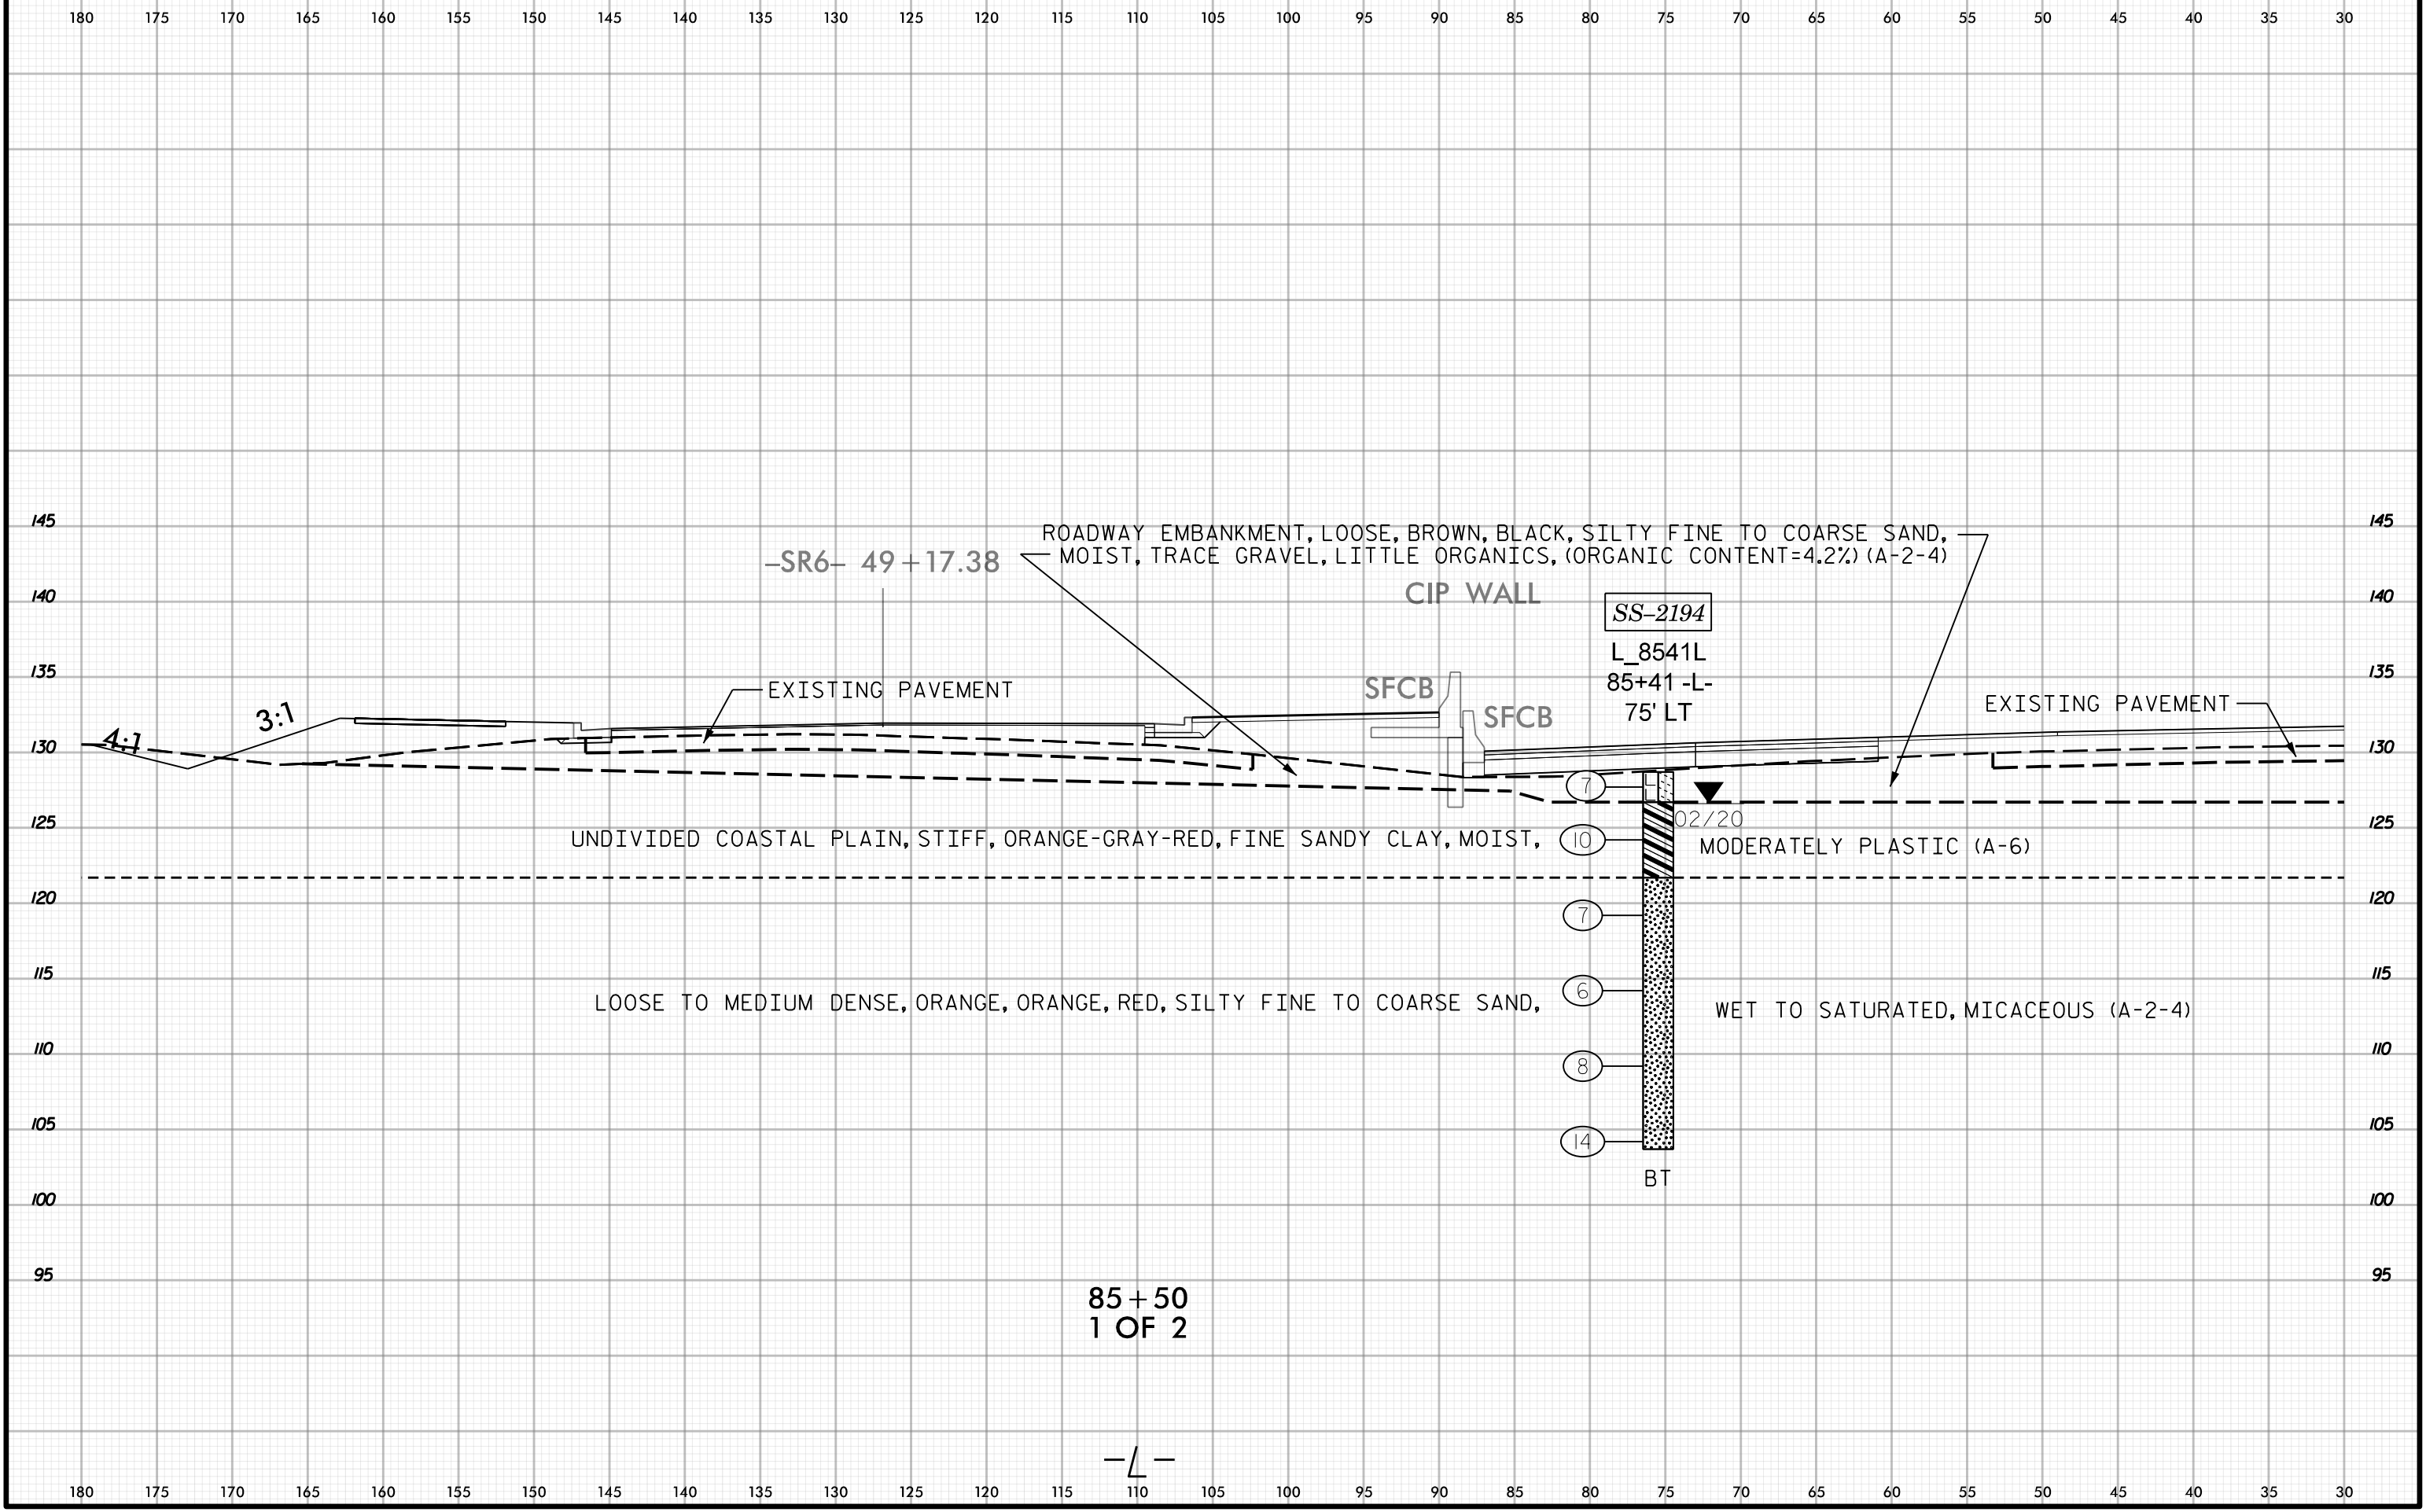 180 175 170 165 160 155 150 145 140 135 130 125 120 115 110 105 100 95 90 85 80 75 70 65 60 55 50 45 40 35 30
145 145
ROADWAY EMBANKMENT, LOOSE, BROWN, BLACK, SILTY FINE TO COARSE SAND,
MOIST, TRACE GRAVEL, LITTLE ORGANICS, (ORGANIC CONTENT=4.2%) (A-2-4)
–SR6– 49+17.38
CIP WALL
140 140
SS–2194
L_8541L
135 135
85+41 -L-
75' LT
SFCB
SFCB
EXISTING PAVEMENT
EXISTING PAVEMENT
3:1
4:1
130 130
7
02/20
125 125
UNDIVIDED COASTAL PLAIN, STIFF, ORANGE-GRAY-RED, FINE SANDY CLAY, MOIST,
10
MODERATELY PLASTIC (A-6)
120 120
7
115 115
6
LOOSE TO MEDIUM DENSE, ORANGE, ORANGE, RED, SILTY FINE TO COARSE SAND,
WET TO SATURATED, MICACEOUS (A-2-4)
110 110
8
105 105
14
BT
100 100
95 95
85+50
1 OF 2
–L–
180 175 170 165 160 155 150 145 140 135 130 125 120 115 110 105 100 95 90 85 80 75 70 65 60 55 50 45 40 35 30